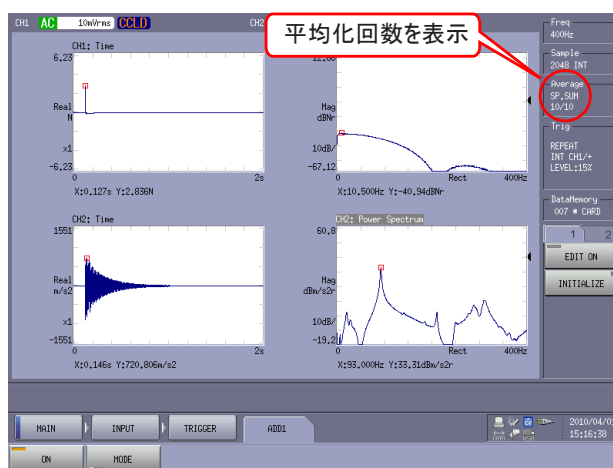 CH1 AC 10mVrms CCLD CH2
平均化回数を表示
Freq
400Hz
Sample
2048 INT
Average
SP.SUM
10/10
Trig
REPEAT
INT CH1/+
LEVEL:15%
DataMemory
007 * CARD
1 2
EDIT ON
INITIALIZE
CH1: Time
6.23
Real
N
x1
-6.23
0 2s
X:0.127s Y:2.836N
12.88
Mag
dBNr
10dB/
-67.12
0 Rect 400Hz
X:10.500Hz Y:-40.94dBNr
CH2: Time
1551
Real
m/s2
x1
-1551
0 2s
X:0.146s Y:720.806m/s2
CH2: Power Spectrum
60.8
Mag
dBm/s2r
10dB/
-19.2
0 Rect 400Hz
X:93.000Hz Y:33.31dBm/s2r
MAIN INPUT TRIGGER ADD1
DATA USB
2010/04/01
15:16:38
ON MODE